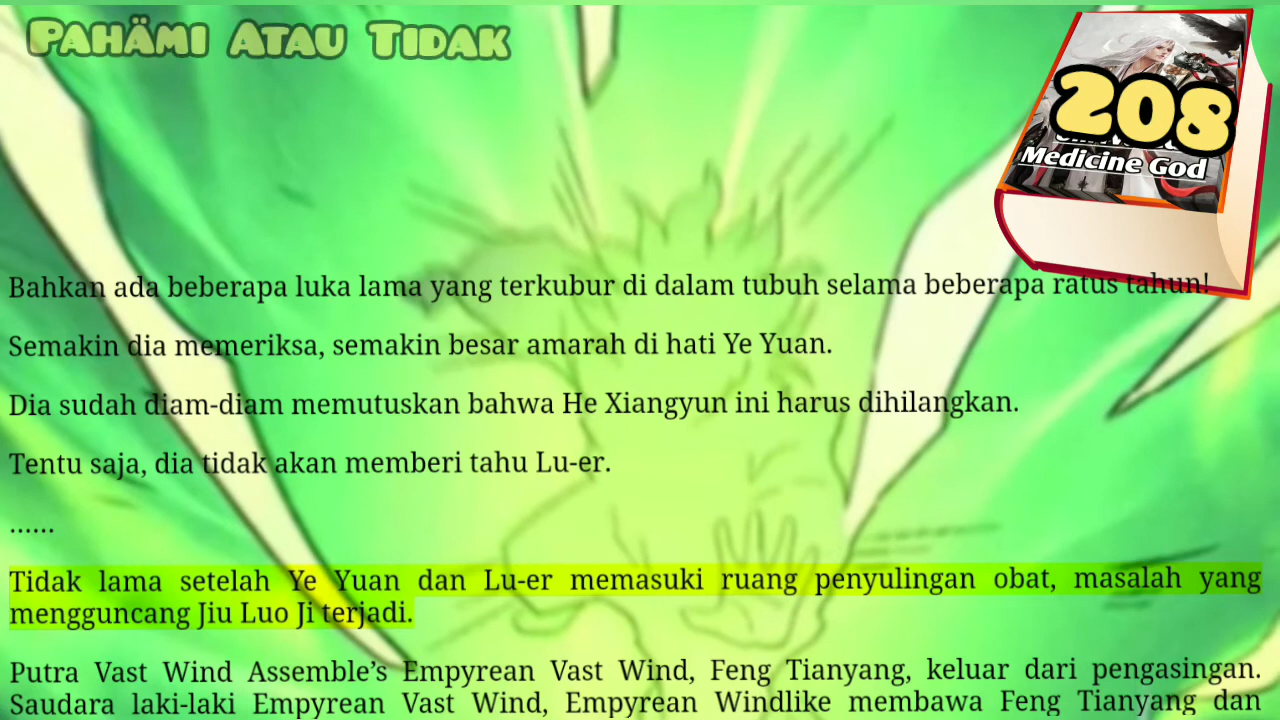 Pahämi Atau Tidak
208
Medicine God
Bahkan ada beberapa luka lama yang terkubur di dalam tubuh selama beberapa ratus tahun!
Semakin dia memeriksa, semakin besar amarah di hati Ye Yuan.
Dia sudah diam-diam memutuskan bahwa He Xiangyun ini harus dihilangkan.
Tentu saja, dia tidak akan memberi tahu Lu-er.
......
Tidak lama setelah Ye Yuan dan Lu-er memasuki ruang penyulingan obat, masalah yang
mengguncang Jiu Luo Ji terjadi.
Putra Vast Wind Assemble’s Empyrean Vast Wind, Feng Tianyang, keluar dari pengasingan.
Saudara laki-laki Empyrean Vast Wind, Empyrean Windlike membawa Feng Tianyang dan